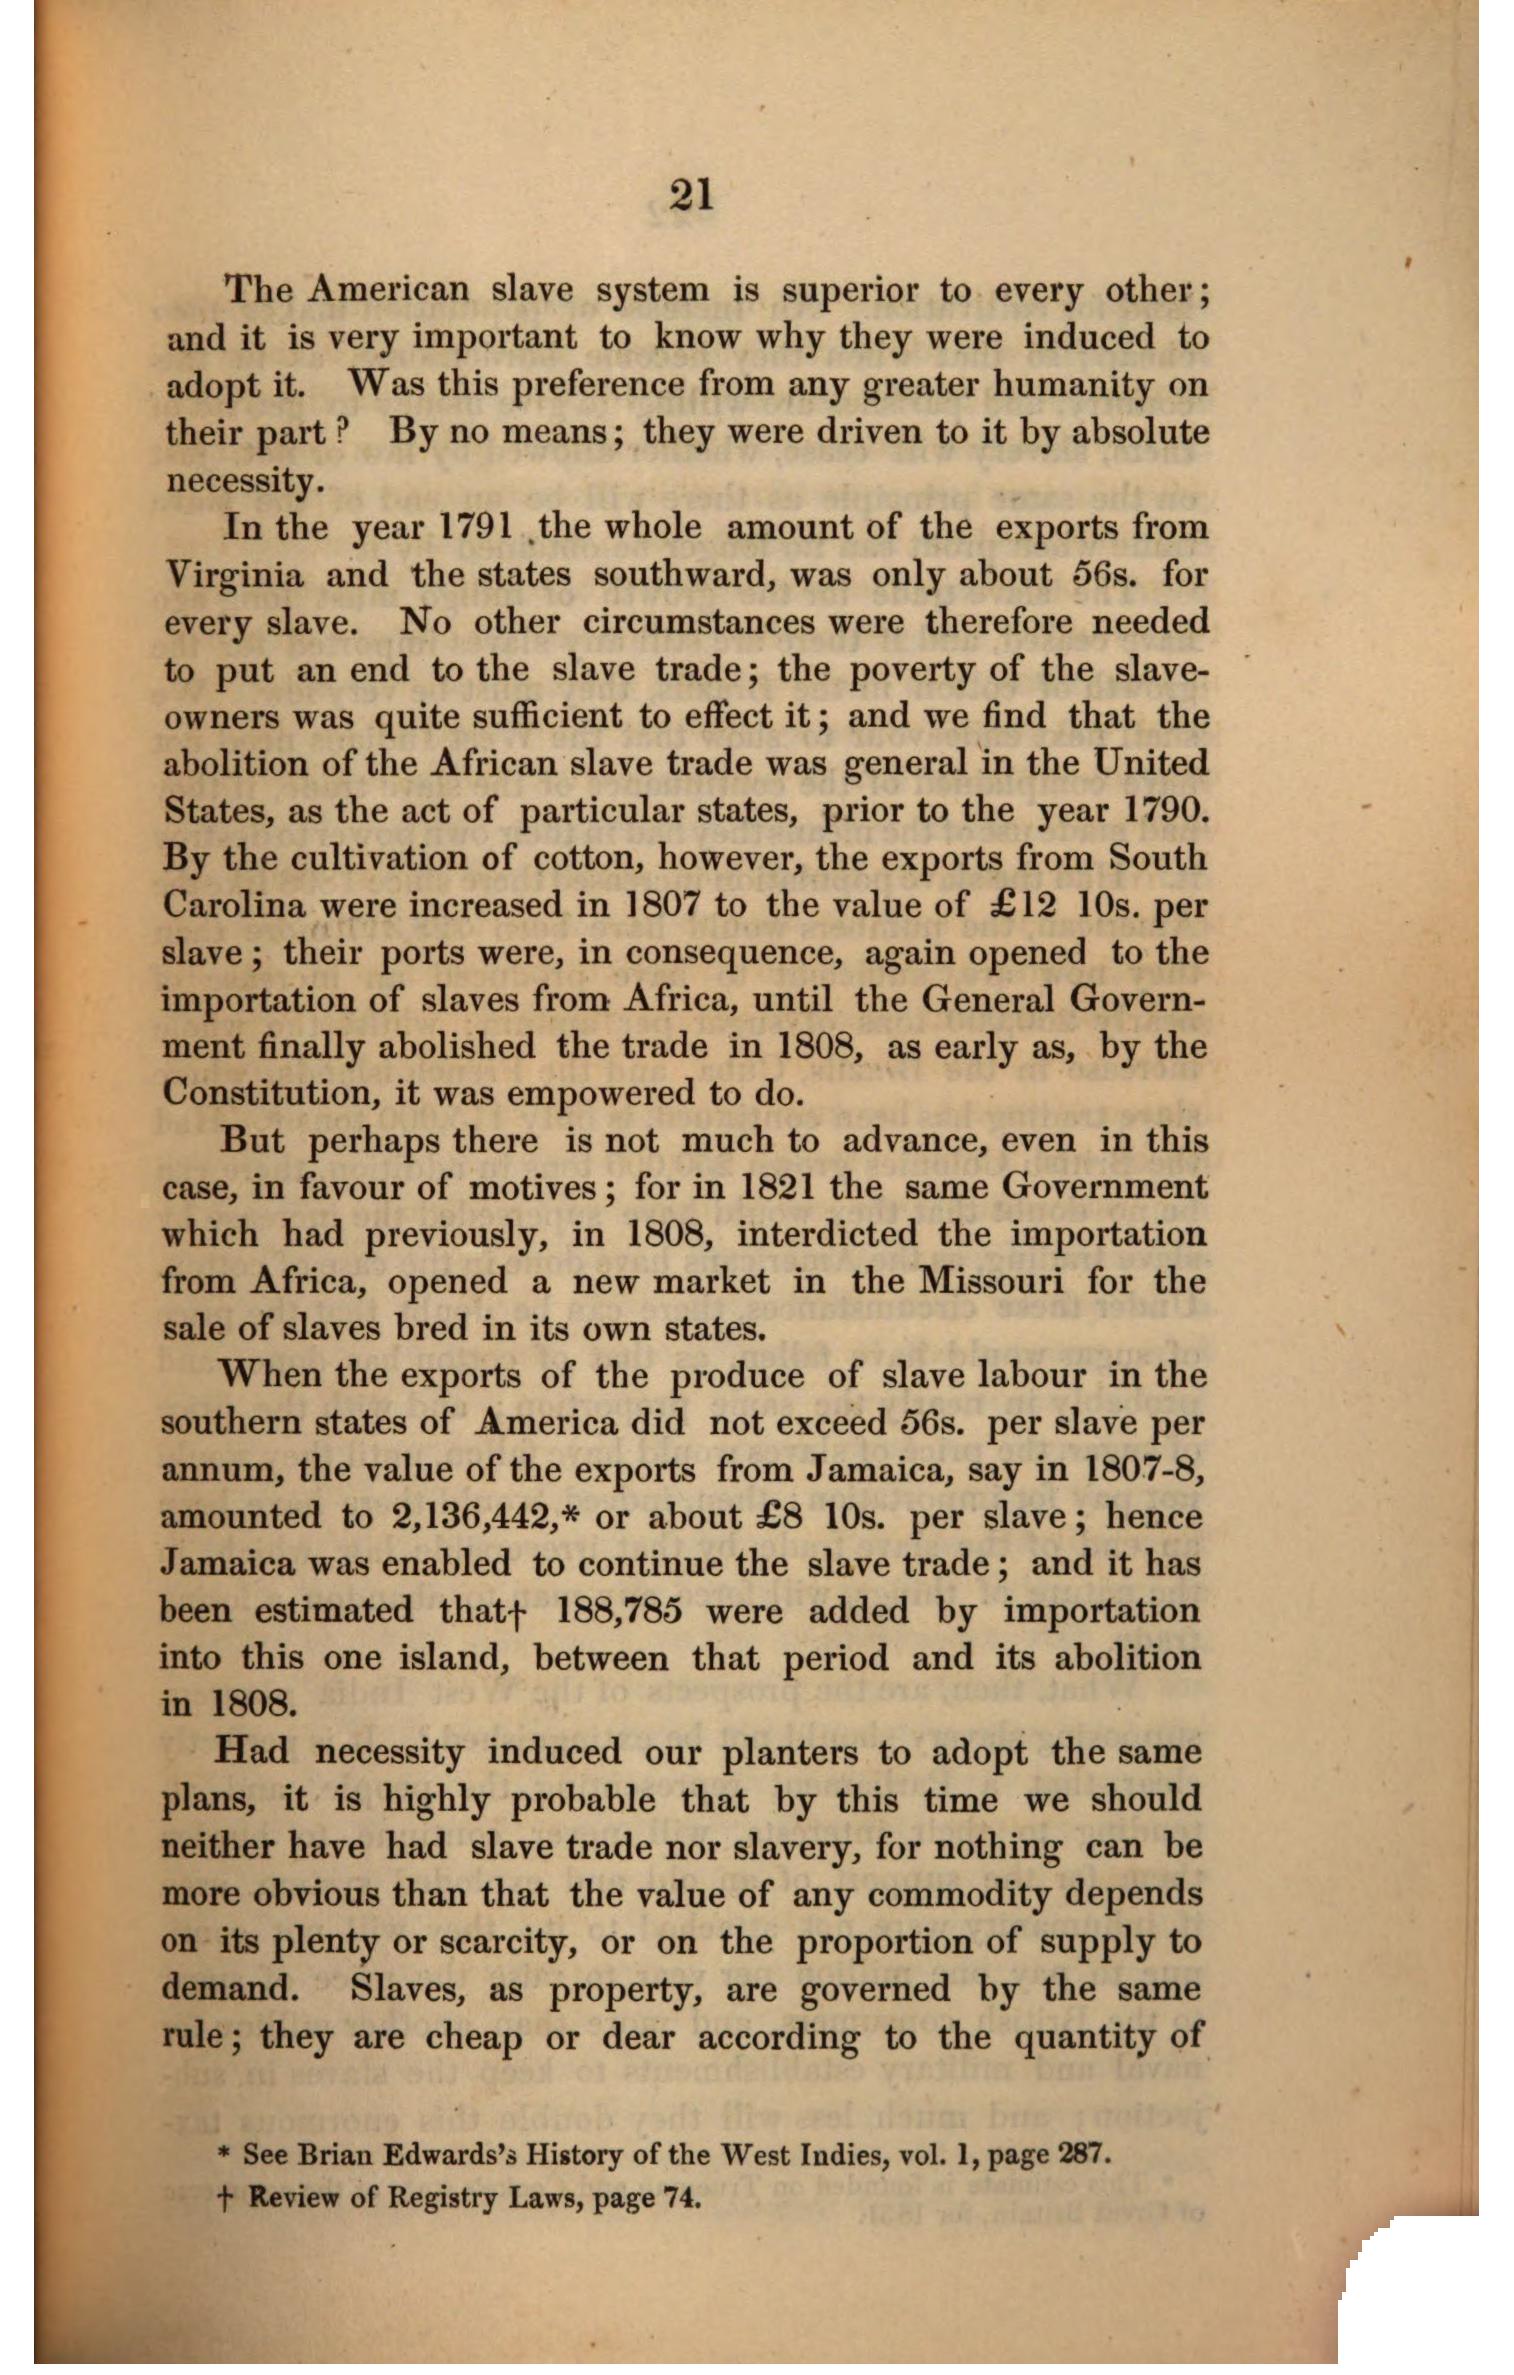 21
The American slave system is superior to every other;
and it is very important to know why they were induced to
adopt it. Was this preference from any greater humanity on
their part? By no means; they were driven to it by absolute
necessity.
In the year 1791 the whole amount of the exports from
Virginia and the states southward, was only about 56s. for
every slave. No other circumstances were therefore needed
to put an end to the slave trade; the poverty of the slave-
owners was quite sufficient to effect it; and we find that the
abolition of the African slave trade was general in the United
States, as the act of particular states, prior to the year 1790.
By the cultivation of cotton, however, the exports from South
Carolina were increased in 1807 to the value of £12 10s. per
slave; their ports were, in consequence, again opened to the
importation of slaves from Africa, until the General Govern-
ment finally abolished the trade in 1808, as early as, by the
Constitution, it was empowered to do.
But perhaps there is not much to advance, even in this
case, in favour of motives; for in 1821 the same Government
which had previously, in 1808, interdicted the importation
from Africa, opened a new market in the Missouri for the
sale of slaves bred in its own states.
When the exports of the produce of slave labour in the
southern states of America did not exceed 56s. per slave per
annum, the value of the exports from Jamaica, say in 1807-8,
amounted to 2,136,442,* or about £8 10s. per slave; hence
Jamaica was enabled to continue the slave trade; and it has
been estimated that† 188,785 were added by importation
into this one island, between that period and its abolition
in 1808.
Had necessity induced our planters to adopt the same
plans, it is highly probable that by this time we should
neither have had slave trade nor slavery, for nothing can be
more obvious than that the value of any commodity depends
on its plenty or scarcity, or on the proportion of supply to
demand. Slaves, as property, are governed by the same
rule; they are cheap or dear according to the quantity of
* See Brian Edwards's History of the West Indies, vol. 1, page 287.
† Review of Registry Laws, page 74.